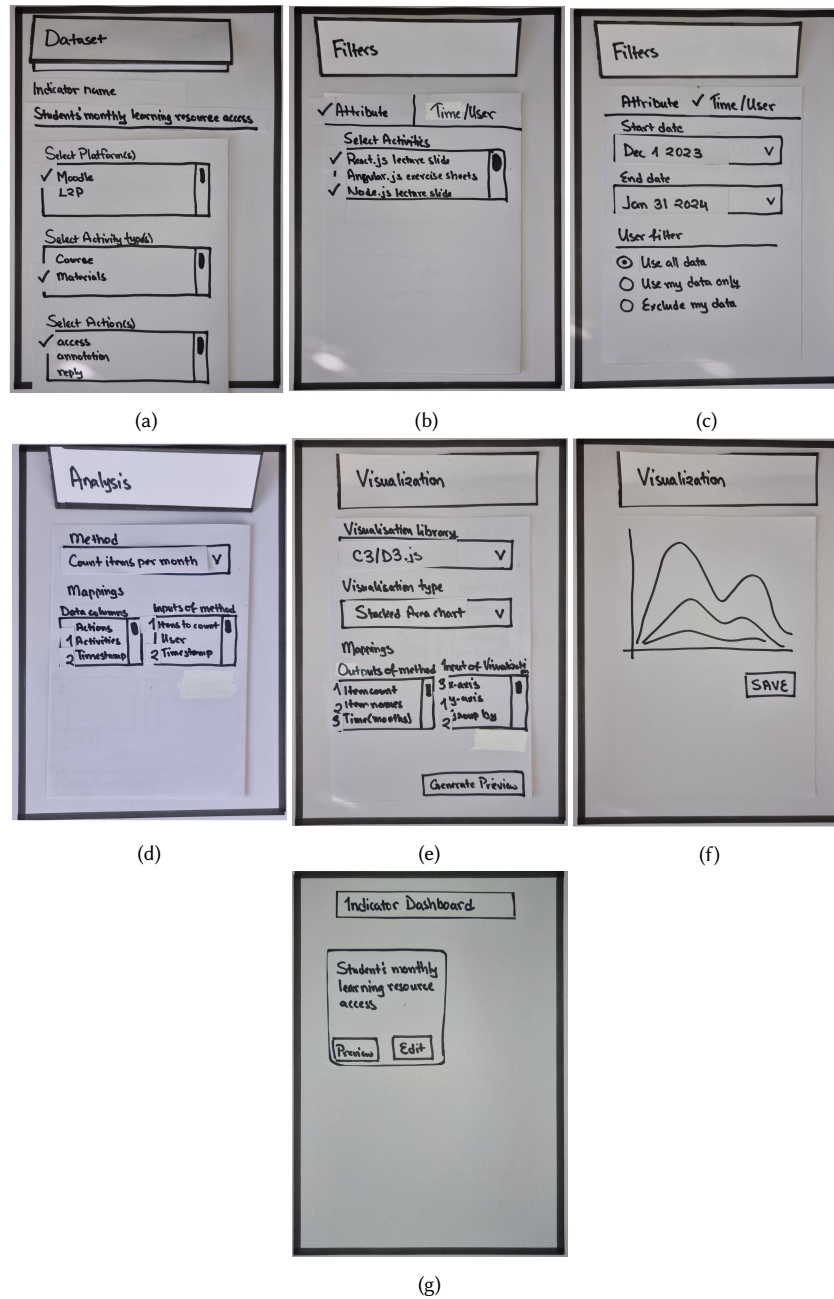 Dataset
Indicator name
Students' monthly learning resource access
Select Platform(s)
✓ Moodle
L2P
Select Activity type(s)
Course
✓ Materials
Select Action(s)
✓ access
annotation
reply
(a)
Filters
✓ Attribute Time/User
Select Activities
✓ React.js lecture slide
Angular.js exercise sheets
✓ Node.js lecture slide
(b)
Filters
Attribute ✓ Time/User
Start date
Dec 1 2023 v
End date
Jan 31 2024 v
User filter
Use all data
Use my data only
Exclude my data
(c)
Analysis
Method
Count items per month v
Mappings
Data columns Inputs of method
Actions 1 Items to count
1 Activities 1 User
2 Timestamp 2 Timestamp
(d)
Visualization
Visualisation library
C3/D3.js v
Visualisation type
Stacked Area chart v
Mappings
Outputs of method Input of Visualizati
1 Item count 3 x-axis
2 Item names 1 y-axis
3 Time(months) 2 group by
Generate Preview
(e)
Visualization
SAVE
(f)
Indicator Dashboard
Student's monthly
learning resource
access
Preview Edit
(g)